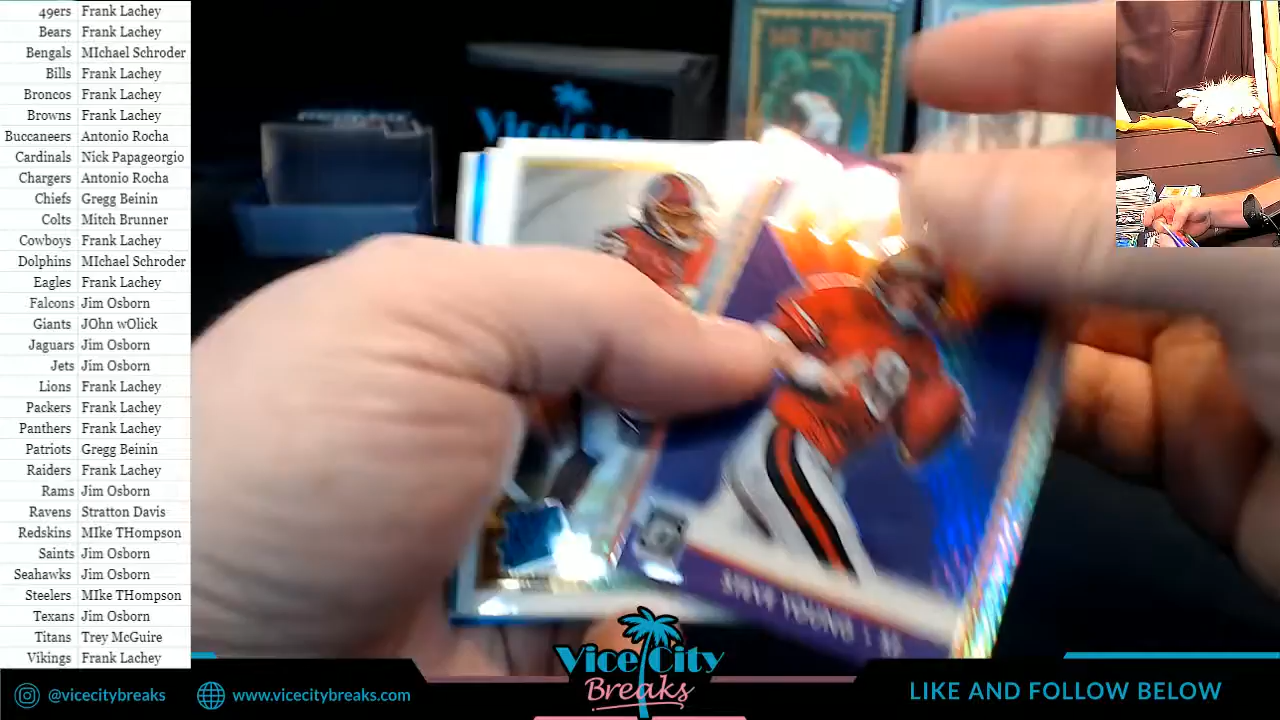 49ers Frank Lachey
Bears Frank Lachey
Bengals MIchael Schroder
Bills Frank Lachey
Broncos Frank Lachey
Browns Frank Lachey
Buccaneers Antonio Rocha
Cardinals Nick Papageorgio
Chargers Antonio Rocha
Chiefs Gregg Beinin
Colts Mitch Brunner
Cowboys Frank Lachey
Dolphins MIchael Schroder
Eagles Frank Lachey
Falcons Jim Osborn
Giants JOhn wOlick
Jaguars Jim Osborn
Jets Jim Osborn
Lions Frank Lachey
Packers Frank Lachey
Panthers Frank Lachey
Patriots Gregg Beinin
Raiders Frank Lachey
Rams Jim Osborn
Ravens Stratton Davis
Redskins MIke THompson
Saints Jim Osborn
Seahawks Jim Osborn
Steelers MIke THompson
Texans Jim Osborn
Titans Trey McGuire
Vikings Frank Lachey
Vice City
STEVE YOUNG
Vice City
Breaks
@vicecitybreaks
www.vicecitybreaks.com
LIKE AND FOLLOW BELOW